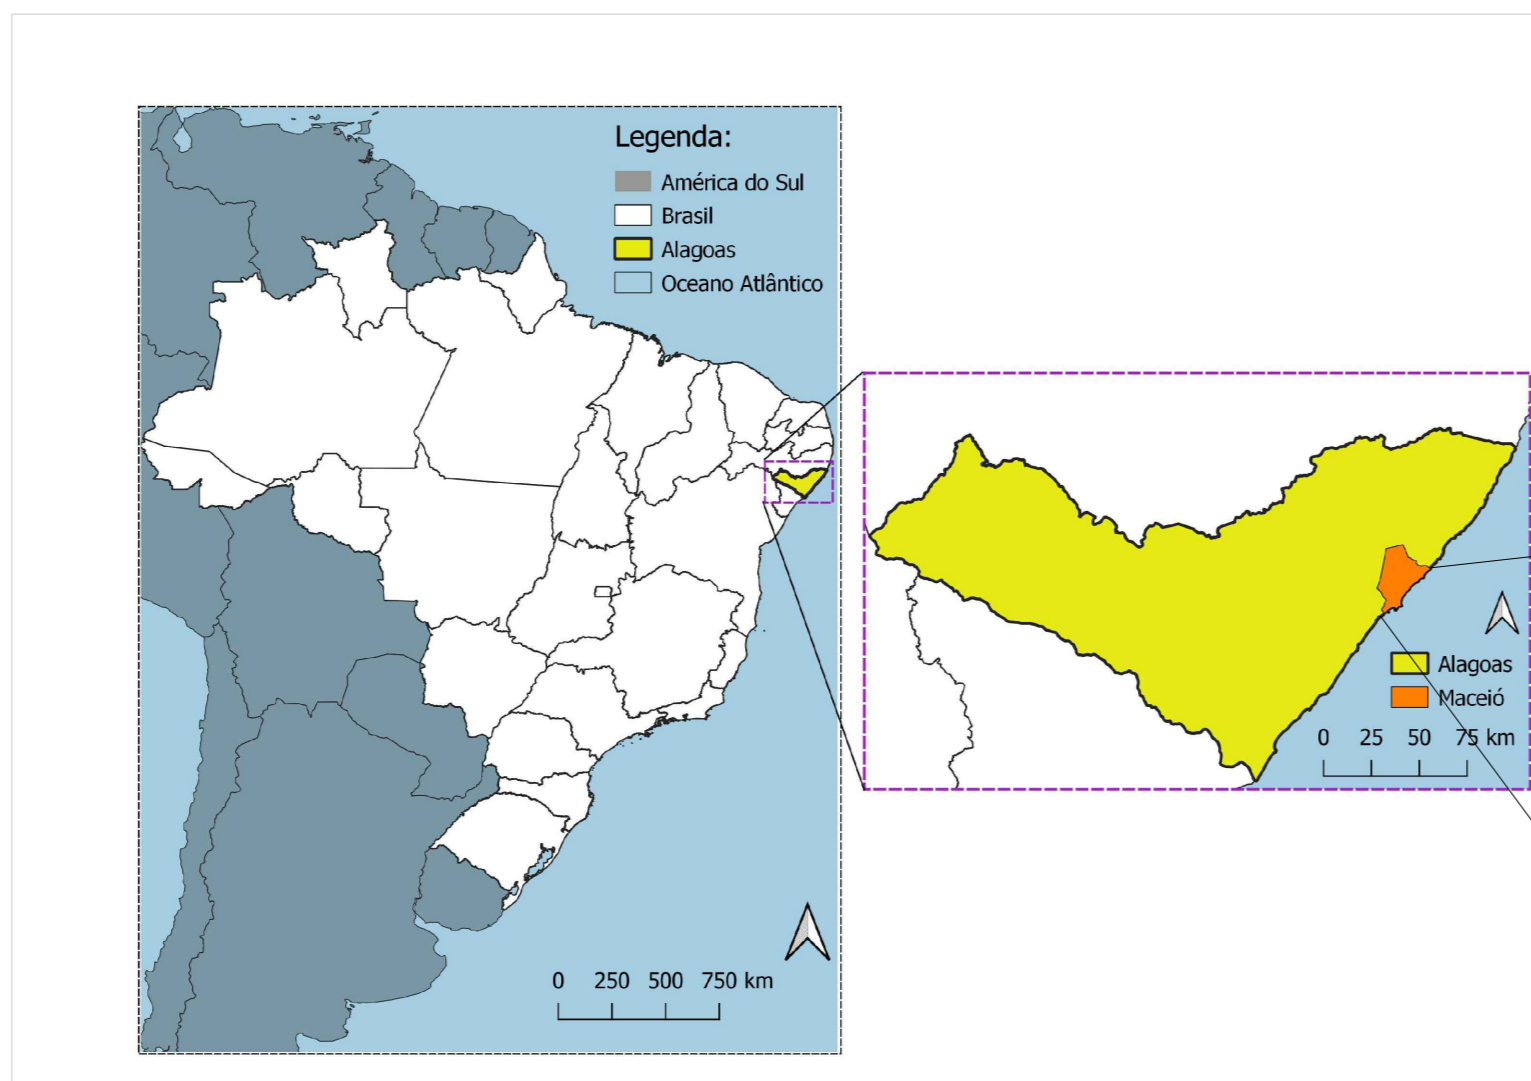 Legenda:
América do Sul
Brasil
Alagoas
Oceano Atlântico
0 250 500 750 km
Alagoas
Maceió
0 25 50 75 km